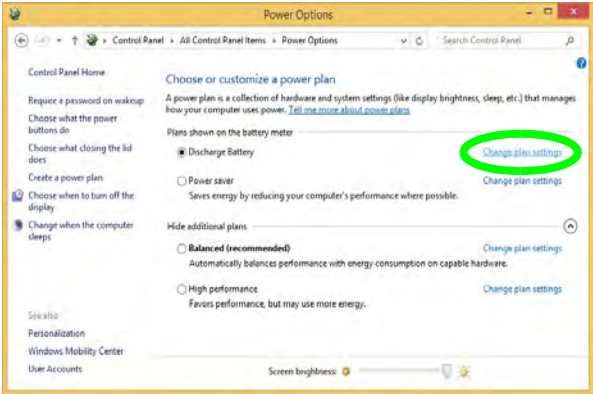 Power Options
Control Panel › All Control Panel Items › Power Options
Search Control Panel
Control Panel Home
Require a password on wakeup
Choose what the power
buttons do
Choose what closing the lid
does
Create a power plan
Choose when to turn off the
display
Change when the computer
sleeps
See also
Personalization
Windows Mobility Center
User Accounts
Choose or customize a power plan
A power plan is a collection of hardware and system settings (like display brightness, sleep, etc.) that manages
how your computer uses power. Tell me more about power plans
Plans shown on the battery meter
Discharge Battery Change plan settings
Power saver Change plan settings
Saves energy by reducing your computer's performance where possible.
Hide additional plans
Balanced (recommended) Change plan settings
Automatically balances performance with energy consumption on capable hardware.
High performance Change plan settings
Favors performance, but may use more energy.
Screen brightness: